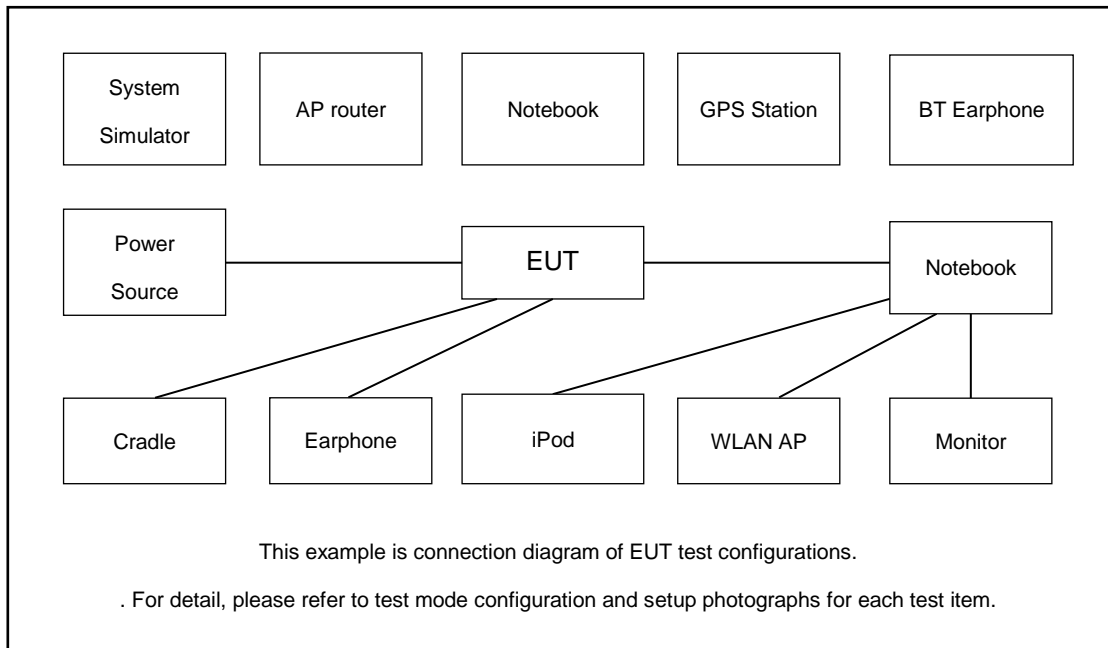 System
Simulator
AP router
Notebook
GPS Station
BT Earphone
Power
Source
EUT
Notebook
Cradle
Earphone
iPod
WLAN AP
Monitor
This example is connection diagram of EUT test configurations.
. For detail, please refer to test mode configuration and setup photographs for each test item.